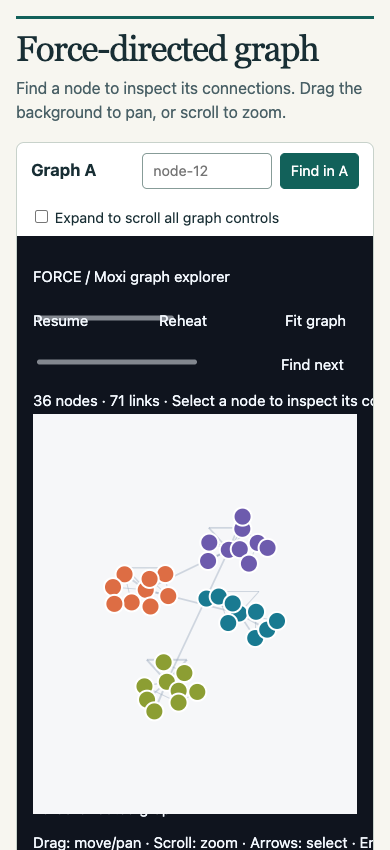 Force-directed graph
Find a node to inspect its connections. Drag the
background to pan, or scroll to zoom.
Graph A
node-12
Find in A
Expand to scroll all graph controls
FORCE / Moxi graph explorer
Resume Reheat Fit graph
Find next
36 nodes · 71 links · Select a node to inspect its
Drag: move/pan · Scroll: zoom · Arrows: select ·